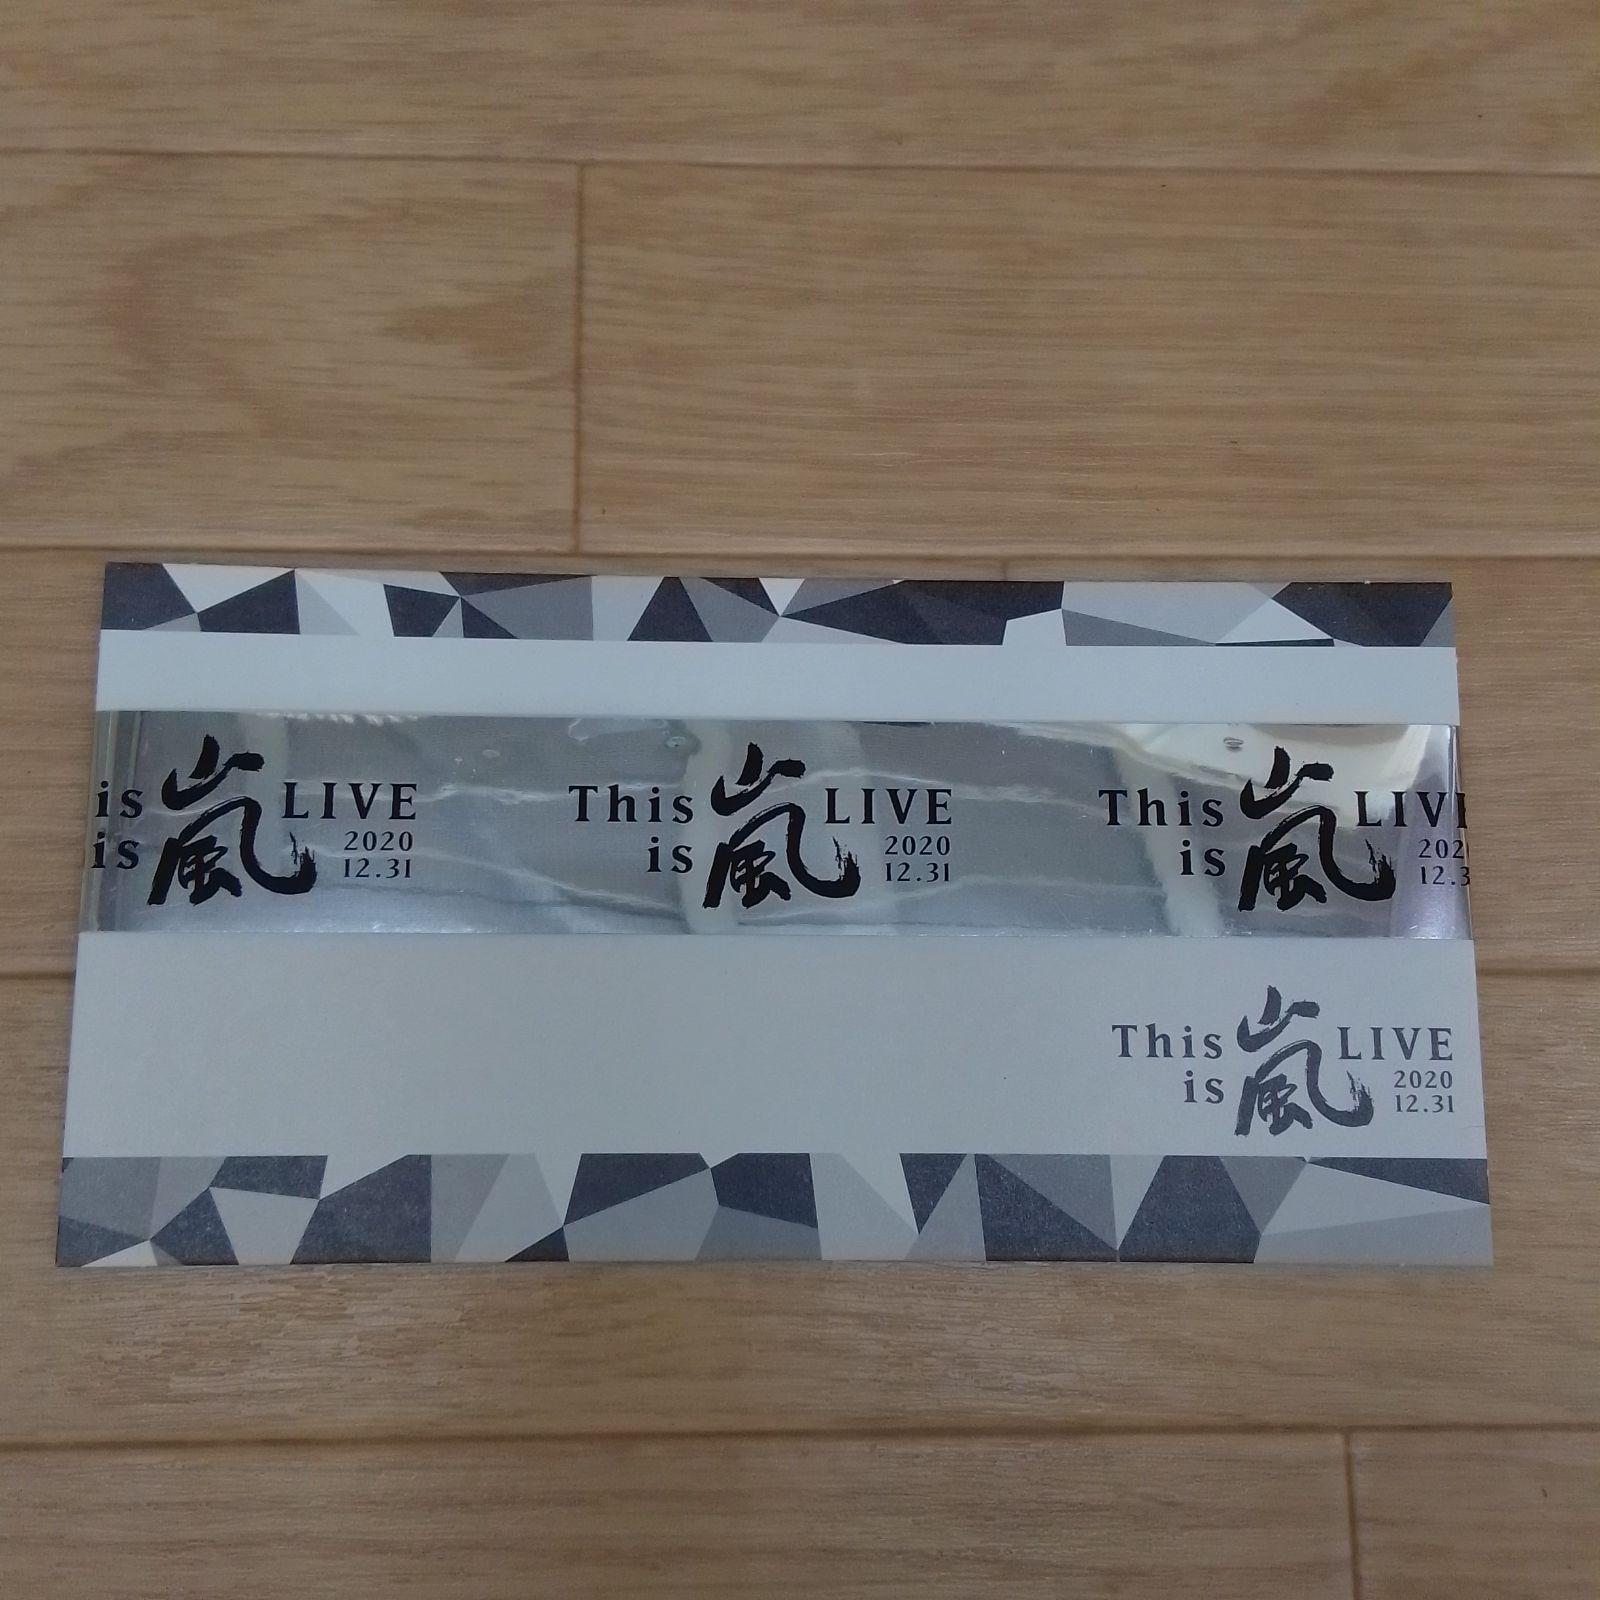 is 嵐 LIVE
is 2020
12.31
This 嵐 LIVE
is 2020
12.31
This 嵐 LIV
is 202
12.3
This 嵐 LIVE
is 2020
12.31